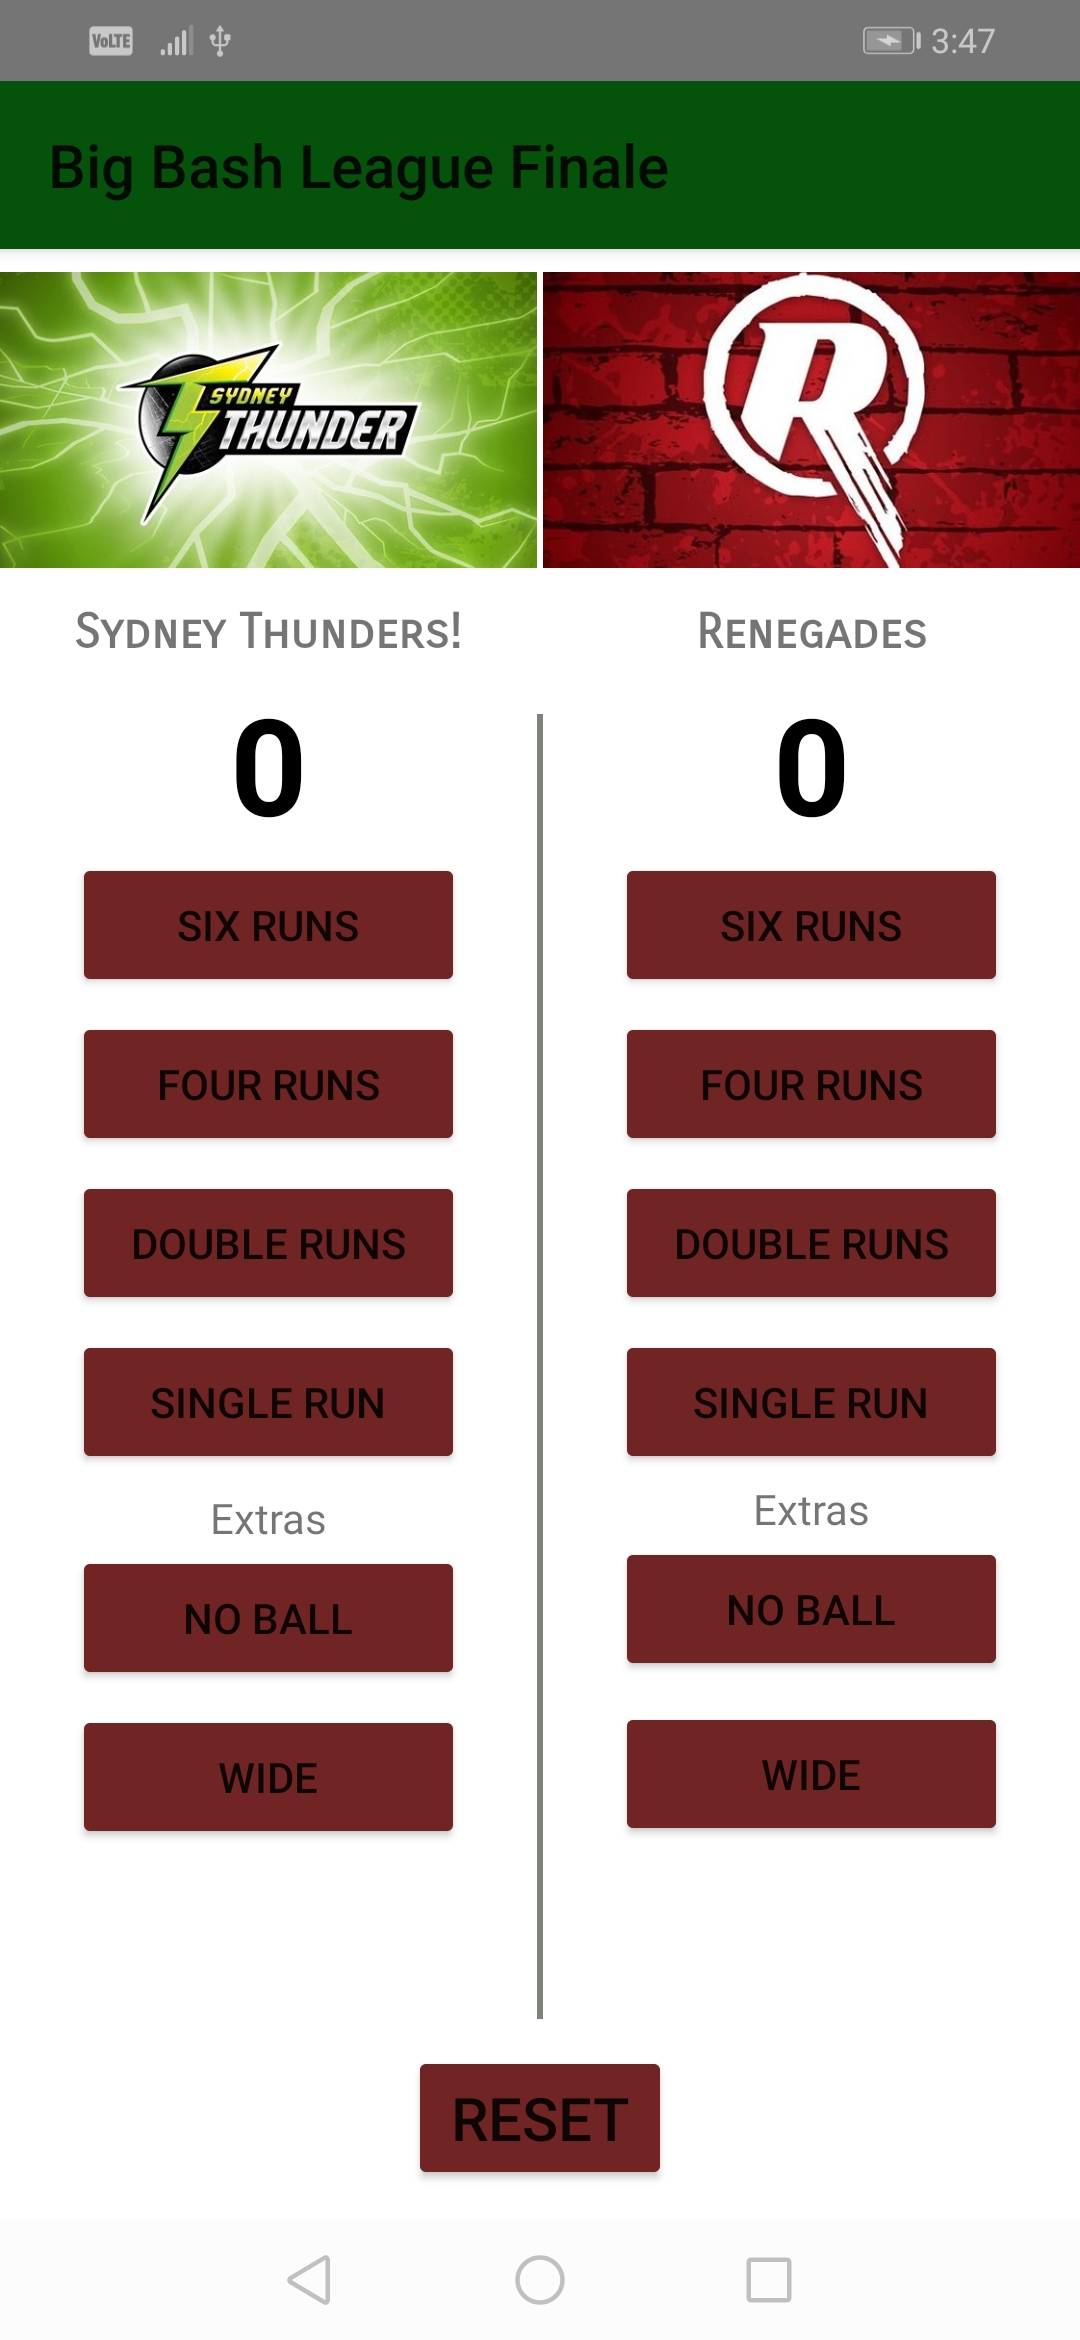 VoLTE 3:47
Big Bash League Finale
SYDNEY
THUNDER
R
Sydney Thunders!
Renegades
0
0
SIX RUNS
SIX RUNS
FOUR RUNS
FOUR RUNS
DOUBLE RUNS
DOUBLE RUNS
SINGLE RUN
SINGLE RUN
Extras
Extras
NO BALL
NO BALL
WIDE
WIDE
RESET